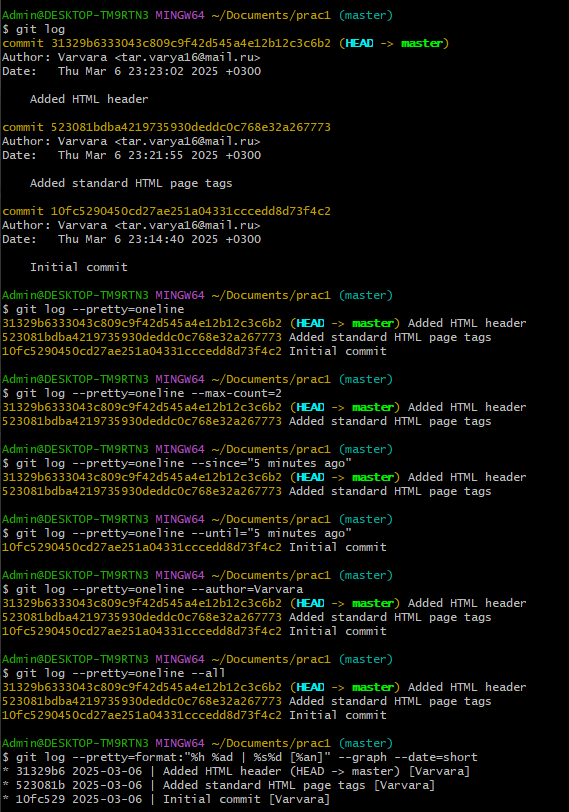 Admin@DESKTOP-TM9RTN3 MINGW64 ~/Documents/prac1 (master)
$ git log
commit 31329b6333043c809c9f42d545a4e12b12c3c6b2 (HEAD -> master)
Author: Varvara <tar.varya16@mail.ru>
Date:   Thu Mar 6 23:23:02 2025 +0300
    Added HTML header
commit 523081bdba4219735930deddc0c768e32a267773
Author: Varvara <tar.varya16@mail.ru>
Date:   Thu Mar 6 23:21:55 2025 +0300
    Added standard HTML page tags
commit 10fc5290450cd27ae251a04331cccedd8d73f4c2
Author: Varvara <tar.varya16@mail.ru>
Date:   Thu Mar 6 23:14:40 2025 +0300
    Initial commit
Admin@DESKTOP-TM9RTN3 MINGW64 ~/Documents/prac1 (master)
$ git log --pretty=oneline
31329b6333043c809c9f42d545a4e12b12c3c6b2 (HEAD -> master) Added HTML header
523081bdba4219735930deddc0c768e32a267773 Added standard HTML page tags
10fc5290450cd27ae251a04331cccedd8d73f4c2 Initial commit
Admin@DESKTOP-TM9RTN3 MINGW64 ~/Documents/prac1 (master)
$ git log --pretty=oneline --max-count=2
31329b6333043c809c9f42d545a4e12b12c3c6b2 (HEAD -> master) Added HTML header
523081bdba4219735930deddc0c768e32a267773 Added standard HTML page tags
Admin@DESKTOP-TM9RTN3 MINGW64 ~/Documents/prac1 (master)
$ git log --pretty=oneline --since="5 minutes ago"
31329b6333043c809c9f42d545a4e12b12c3c6b2 (HEAD -> master) Added HTML header
523081bdba4219735930deddc0c768e32a267773 Added standard HTML page tags
Admin@DESKTOP-TM9RTN3 MINGW64 ~/Documents/prac1 (master)
$ git log --pretty=oneline --until="5 minutes ago"
10fc5290450cd27ae251a04331cccedd8d73f4c2 Initial commit
Admin@DESKTOP-TM9RTN3 MINGW64 ~/Documents/prac1 (master)
$ git log --pretty=oneline --author=Varvara
31329b6333043c809c9f42d545a4e12b12c3c6b2 (HEAD -> master) Added HTML header
523081bdba4219735930deddc0c768e32a267773 Added standard HTML page tags
10fc5290450cd27ae251a04331cccedd8d73f4c2 Initial commit
Admin@DESKTOP-TM9RTN3 MINGW64 ~/Documents/prac1 (master)
$ git log --pretty=oneline --all
31329b6333043c809c9f42d545a4e12b12c3c6b2 (HEAD -> master) Added HTML header
523081bdba4219735930deddc0c768e32a267773 Added standard HTML page tags
10fc5290450cd27ae251a04331cccedd8d73f4c2 Initial commit
Admin@DESKTOP-TM9RTN3 MINGW64 ~/Documents/prac1 (master)
$ git log --pretty=format:"%h %ad | %s%d [%an]" --graph --date=short
* 31329b6 2025-03-06 | Added HTML header (HEAD -> master) [Varvara]
* 523081b 2025-03-06 | Added standard HTML page tags [Varvara]
* 10fc529 2025-03-06 | Initial commit [Varvara]